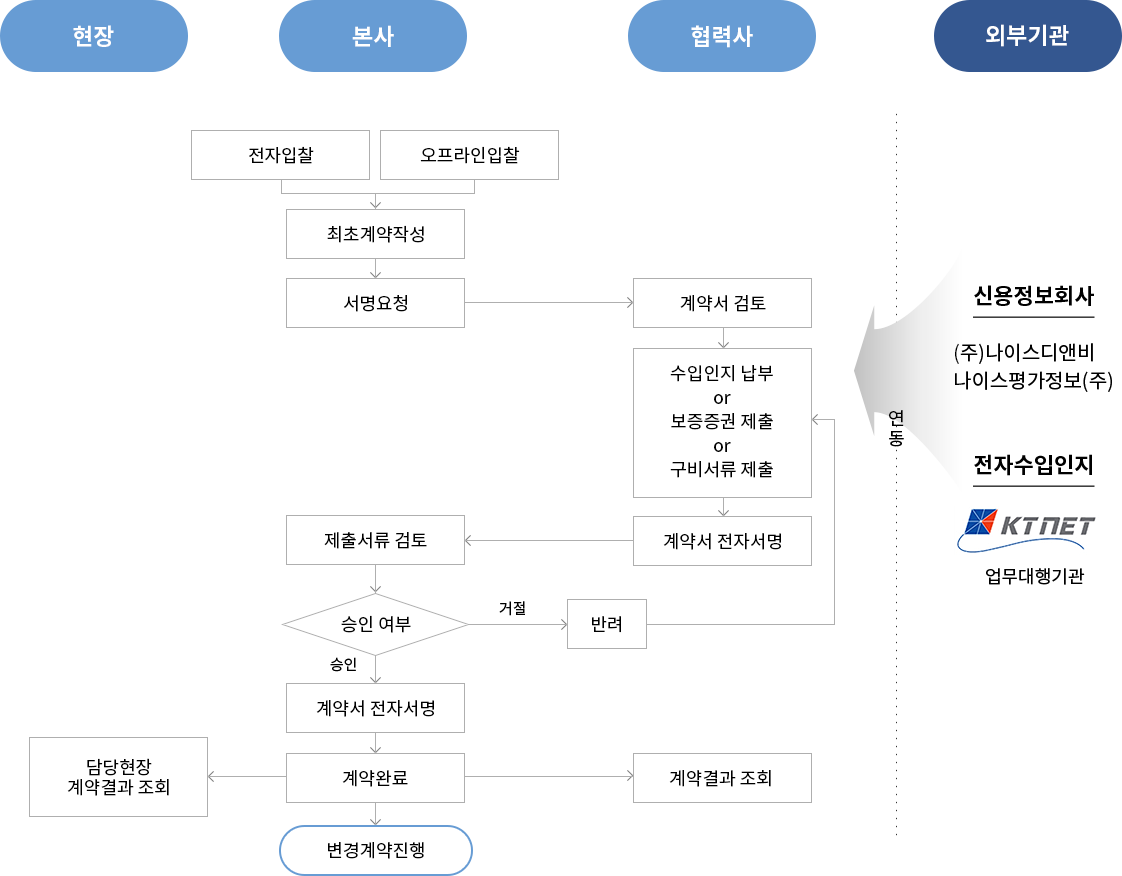 현장
본사
협력사
외부기관
전자입찰
오프라인입찰
최초계약작성
서명요청
계약서 검토
수입인지 납부
or
보증증권 제출
or
구비서류 제출
계약서 전자서명
제출서류 검토
승인 여부
거절
반려
승인
계약서 전자서명
계약완료
담당현장
계약결과 조회
계약결과 조회
변경계약진행
연
동
신용정보회사
(주)나이스디앤비
나이스평가정보(주)
전자수입인지
KTNET
업무대행기관